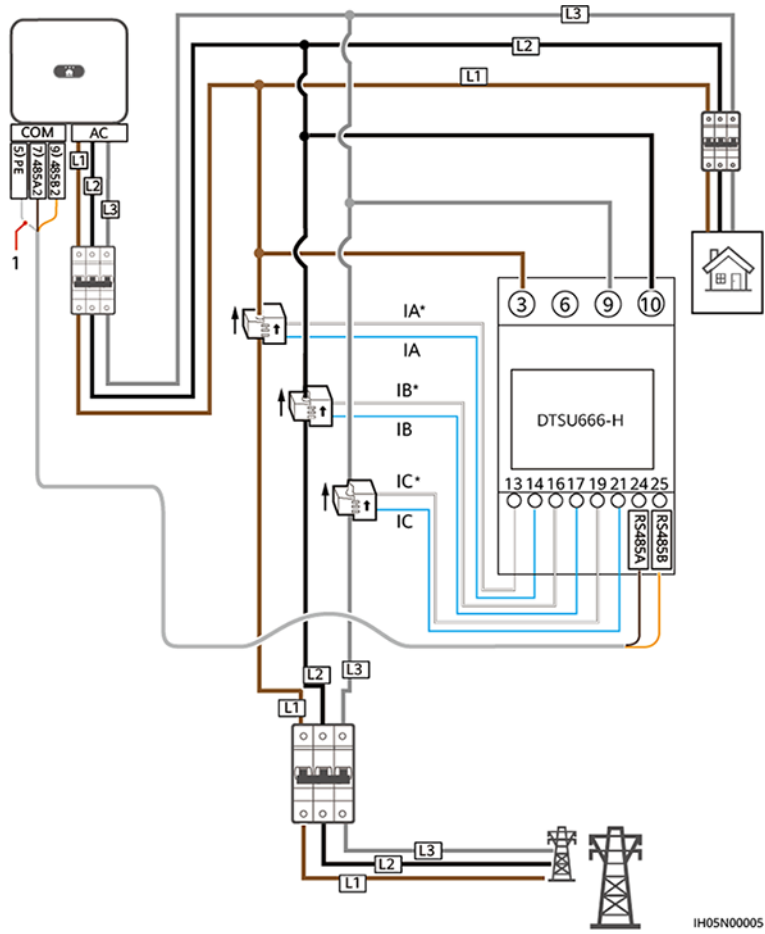 L3
L2
L1
COM
AC
5) PE
7) 485A2
9) 485B2
L1
L2
L3
1
3
6
9
10
IA*
IA
IB*
IB
IC*
IC
DTSU666-H
13 14 16 17 19 21 24 25
RS485A
RS485B
L2
L3
L1
L3
L2
L1
IH05N00005